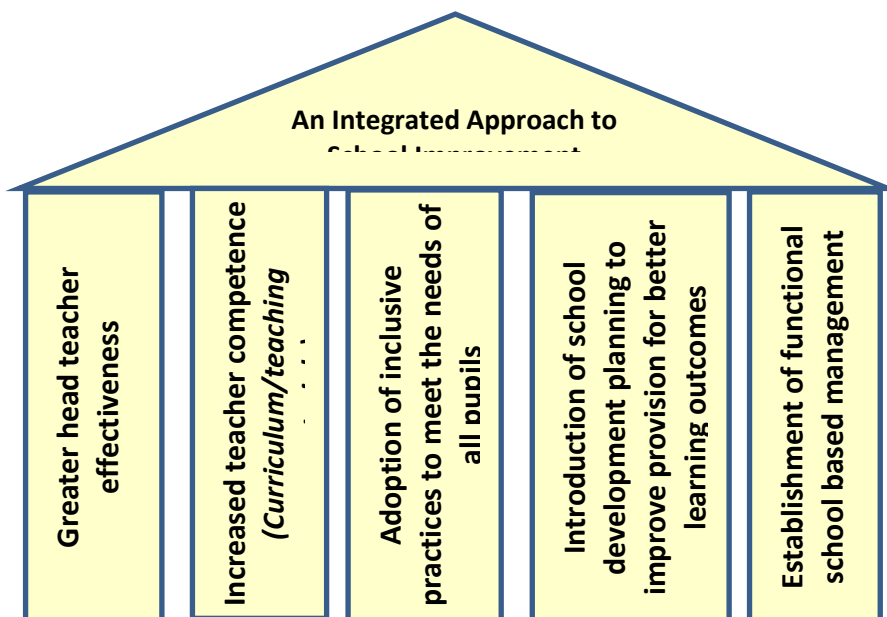 An Integrated Approach to
School Improvement
Greater head teacher
effectiveness
Increased teacher competence
(Curriculum/teaching
Adoption of inclusive
practices to meet the needs of
all pupils
Introduction of school
development planning to
improve provision for better
learning outcomes
Establishment of functional
school based management